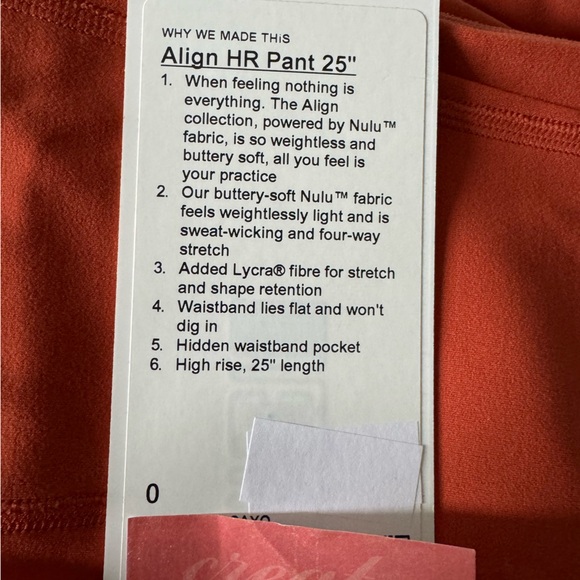 WHY WE MADE THIS
Align HR Pant 25"
1. When feeling nothing is
everything. The Align
collection, powered by Nulu™
fabric, is so weightless and
buttery soft, all you feel is
your practice
2. Our buttery-soft Nulu™ fabric
feels weightlessly light and is
sweat-wicking and four-way
stretch
3. Added Lycra® fibre for stretch
and shape retention
4. Waistband lies flat and won't
dig in
5. Hidden waistband pocket
6. High rise, 25" length
0